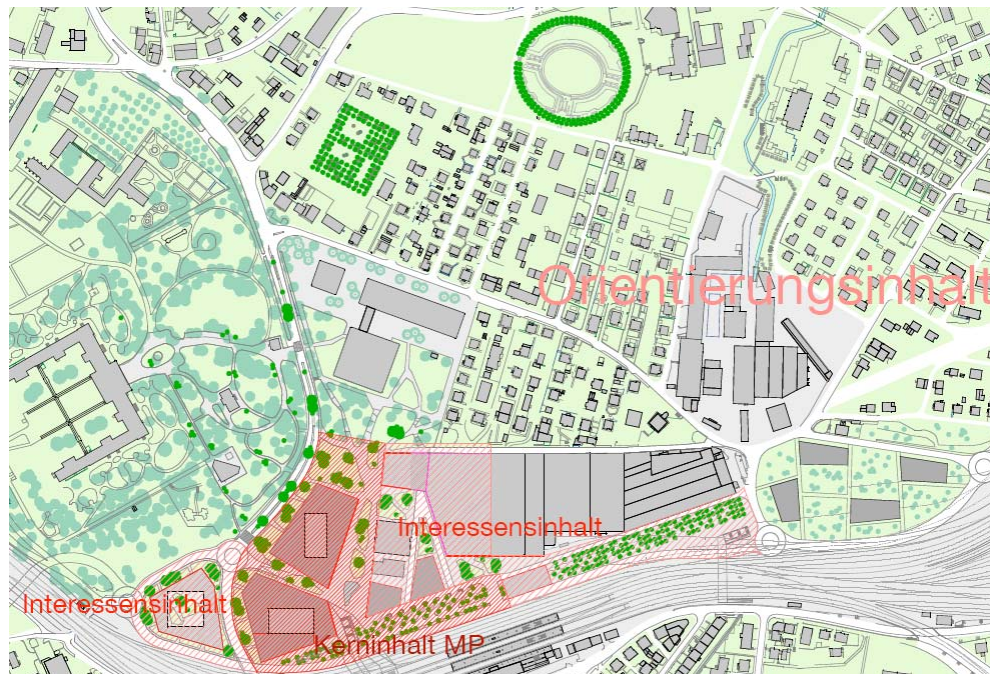 Orientierungsinhalt
Interessensinhalt
Interessensinhalt
Kerninhalt MP